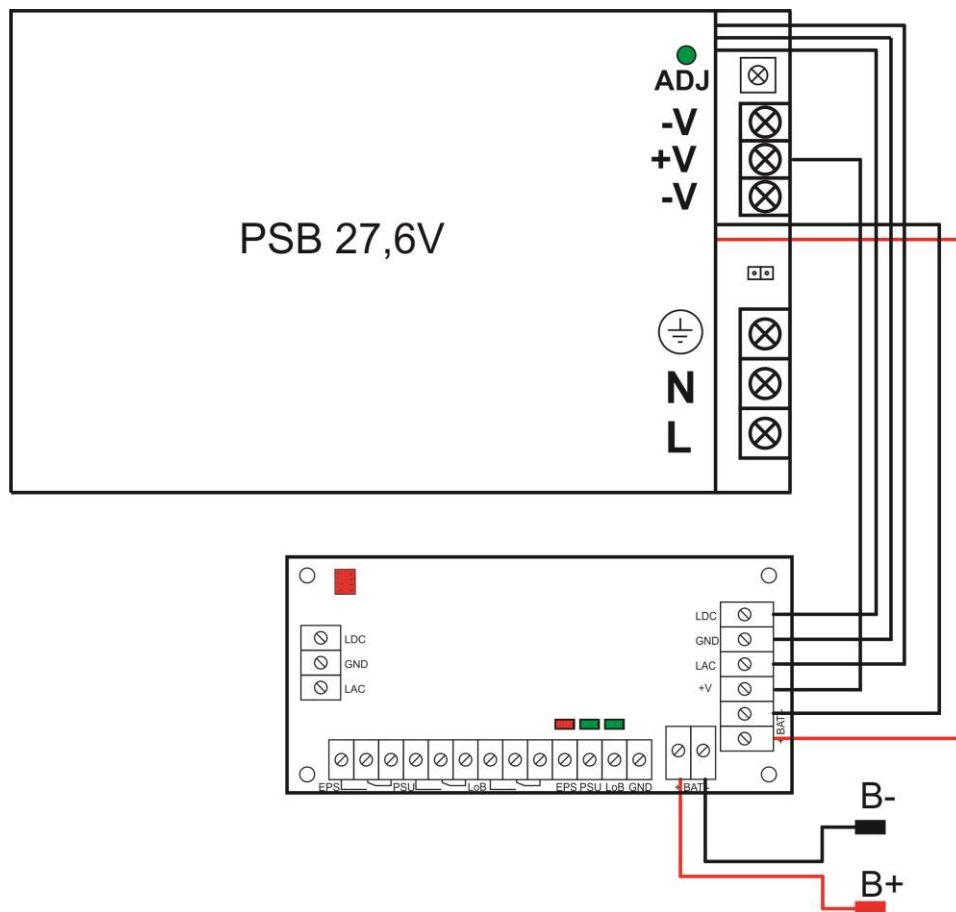 ADJ
-V
+V
-V
PSB 27,6V
N
L
LDC
GND
LAC
+V
+ BAT -
LDC
GND
LAC
EPS PSU LoB EPS PSU LoB GND + BAT -
B-
B+